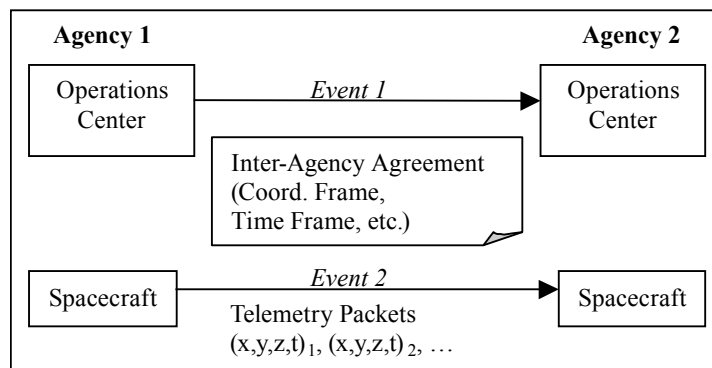 Agency 1
Agency 2
Operations
Center
Event 1
Operations
Center
Inter-Agency Agreement
(Coord. Frame,
Time Frame, etc.)
Spacecraft
Event 2
Spacecraft
Telemetry Packets
(x,y,z,t)1, (x,y,z,t)2, …